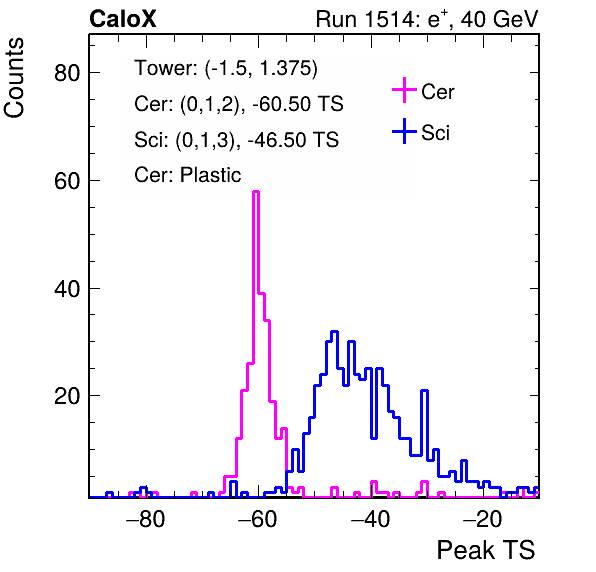 CaloX Run 1514: e+, 40 GeV
Counts
Tower: (-1.5, 1.375)
Cer: (0,1,2), -60.50 TS
Sci: (0,1,3), -46.50 TS
Cer: Plastic
Cer
Sci
80
60
40
20
−80 −60 −40 −20
Peak TS